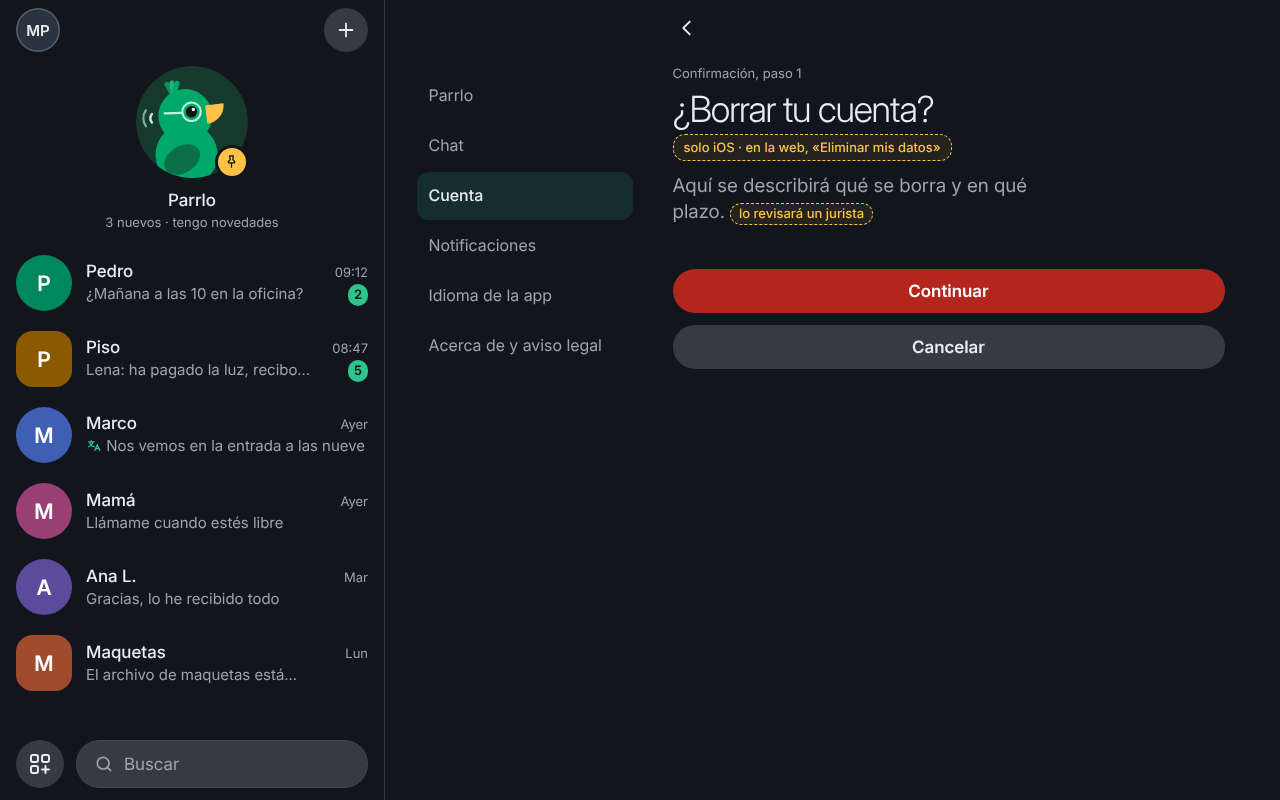 MP
Parrlo
3 nuevos · tengo novedades
P
Pedro
09:12
¿Mañana a las 10 en la oficina?
2
P
Piso
08:47
Lena: ha pagado la luz, recibo...
5
M
Marco
Ayer
Nos vemos en la entrada a las nueve
M
Mamá
Ayer
Llámame cuando estés libre
A
Ana L.
Mar
Gracias, lo he recibido todo
M
Maquetas
Lun
El archivo de maquetas está...
Buscar
Parrlo
Chat
Cuenta
Notificaciones
Idioma de la app
Acerca de y aviso legal
Confirmación, paso 1
¿Borrar tu cuenta?
solo iOS · en la web, «Eliminar mis datos»
Aquí se describirá qué se borra y en qué
plazo. lo revisará un jurista
Continuar
Cancelar